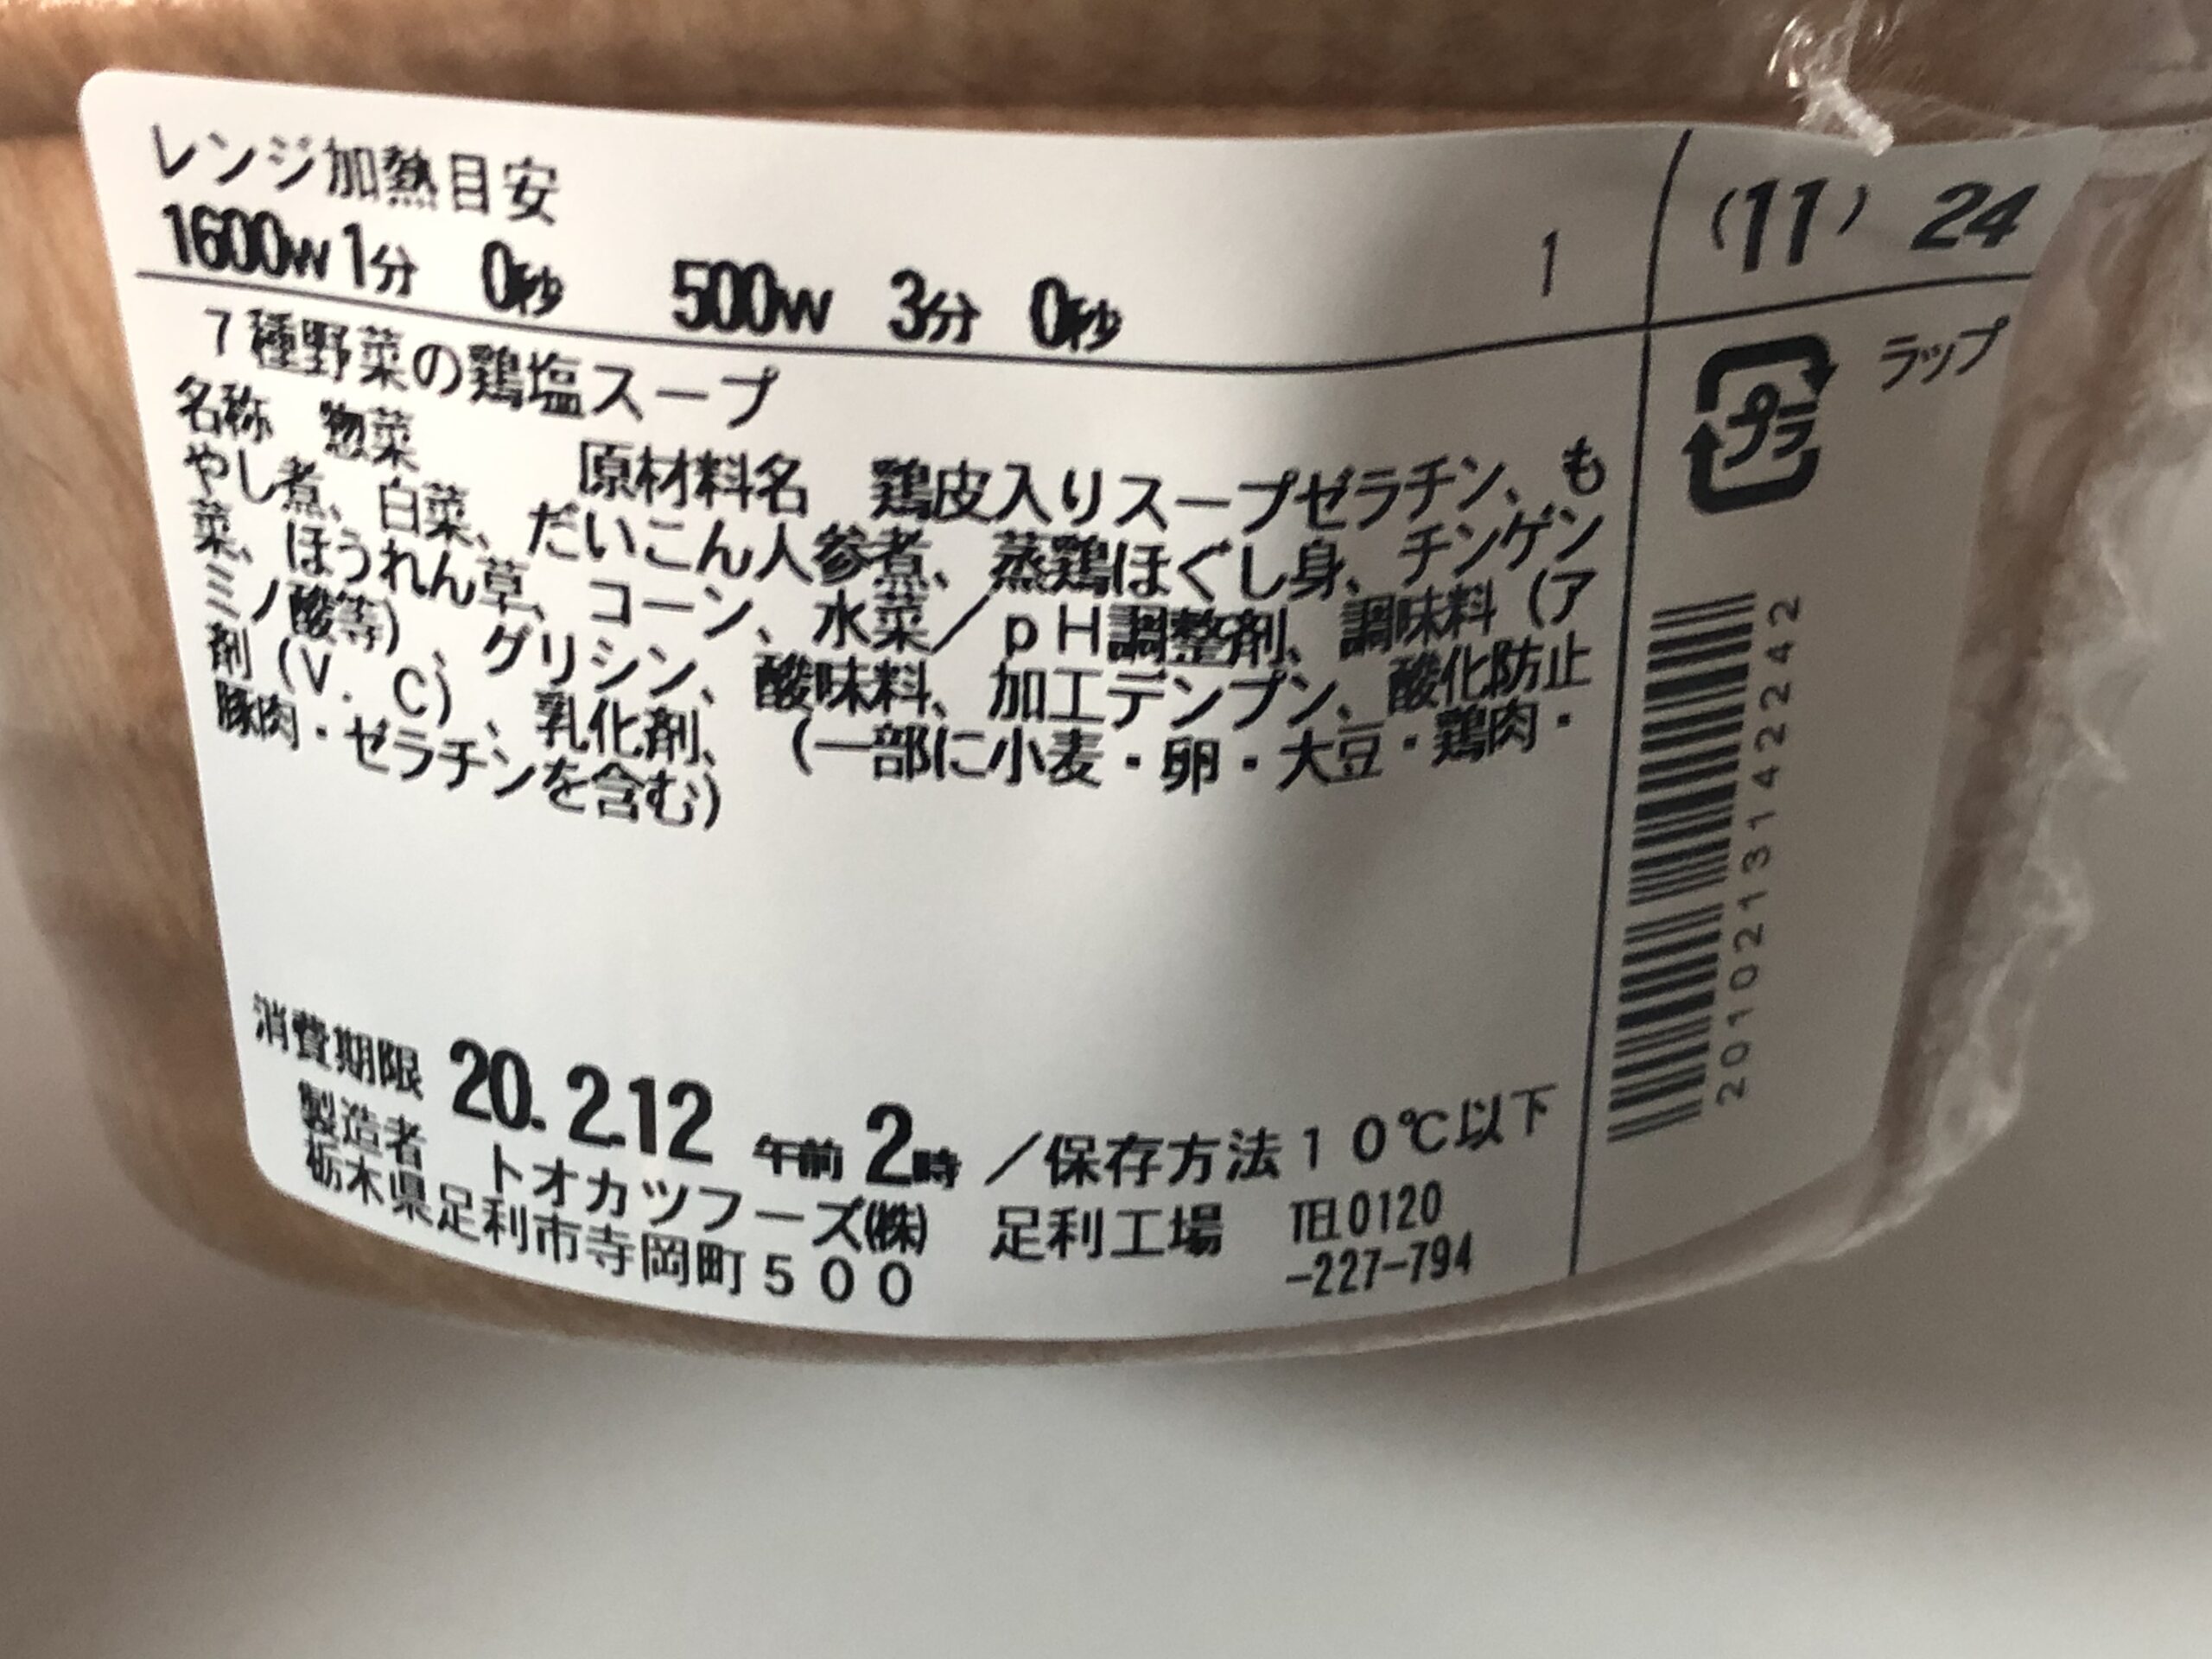 レンジ加熱目安
1600w 1分 0秒 500w 3分 0秒 1
(11) 24
7種野菜の鶏塩スープ
名称 惣菜 原材料名 鶏皮入りスープゼラチン、も
やし煮、白菜、だいこん人参煮、蒸鶏ほぐし身、チンゲン
菜、ほうれん草、コーン、水菜／pH調整剤、調味料（ア
ミノ酸等）、グリシン、酸味料、加工デンプン、酸化防止
剤（V．C）、乳化剤、（一部に小麦・卵・大豆・鶏肉・
豚肉・ゼラチンを含む）
消費期限 20. 2.12 午前 2時 ／保存方法10℃以下
製造者 トオカツフーズ(株) 足利工場 TEL0120
栃木県足利市寺岡町500 -227-794
プラ ラップ
2010213142242